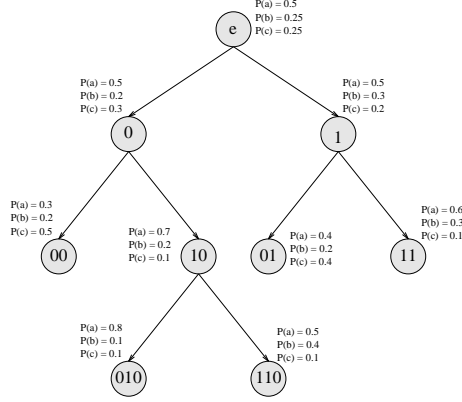 P(a) = 0.5
P(b) = 0.25
P(c) = 0.25
e
P(a) = 0.5
P(b) = 0.2
P(c) = 0.3
0
P(a) = 0.5
P(b) = 0.3
P(c) = 0.2
1
P(a) = 0.3
P(b) = 0.2
P(c) = 0.5
00
P(a) = 0.7
P(b) = 0.2
P(c) = 0.1
10
01
P(a) = 0.4
P(b) = 0.2
P(c) = 0.4
P(a) = 0.6
P(b) = 0.3
P(c) = 0.1
11
P(a) = 0.8
P(b) = 0.1
P(c) = 0.1
010
P(a) = 0.5
P(b) = 0.4
P(c) = 0.1
110